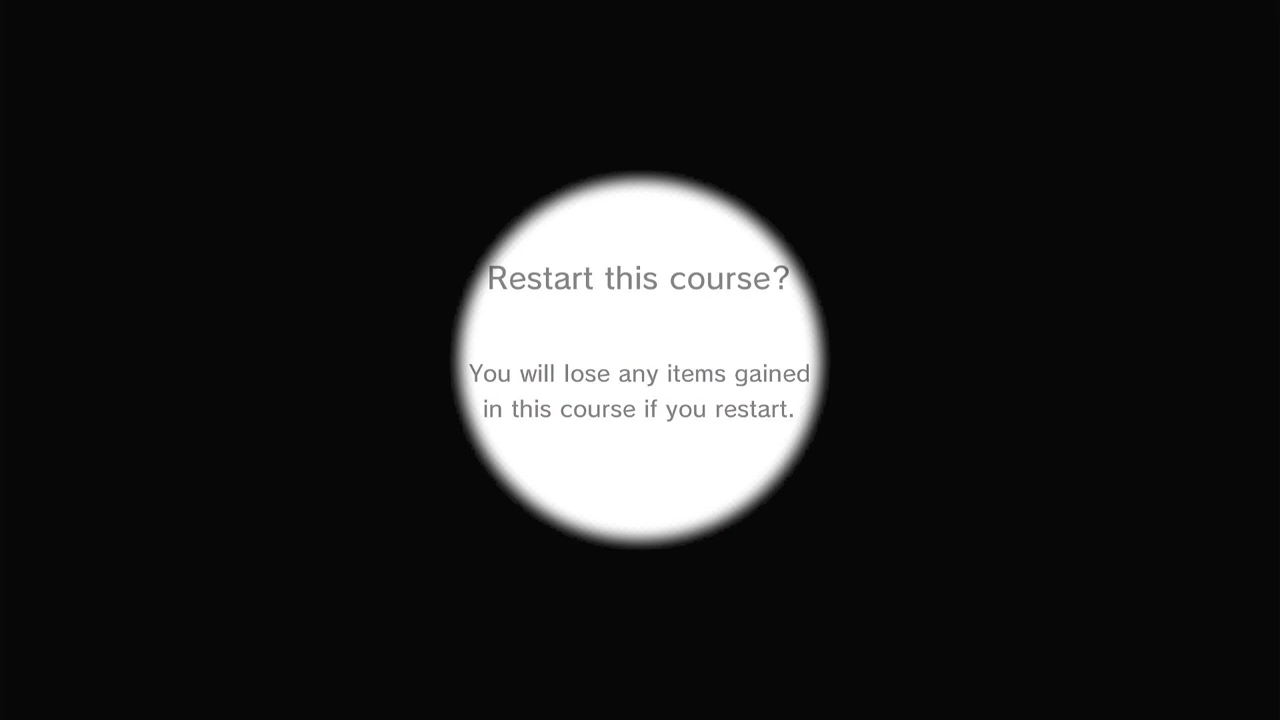 Restart this course?
You will lose any items gained
in this course if you restart.